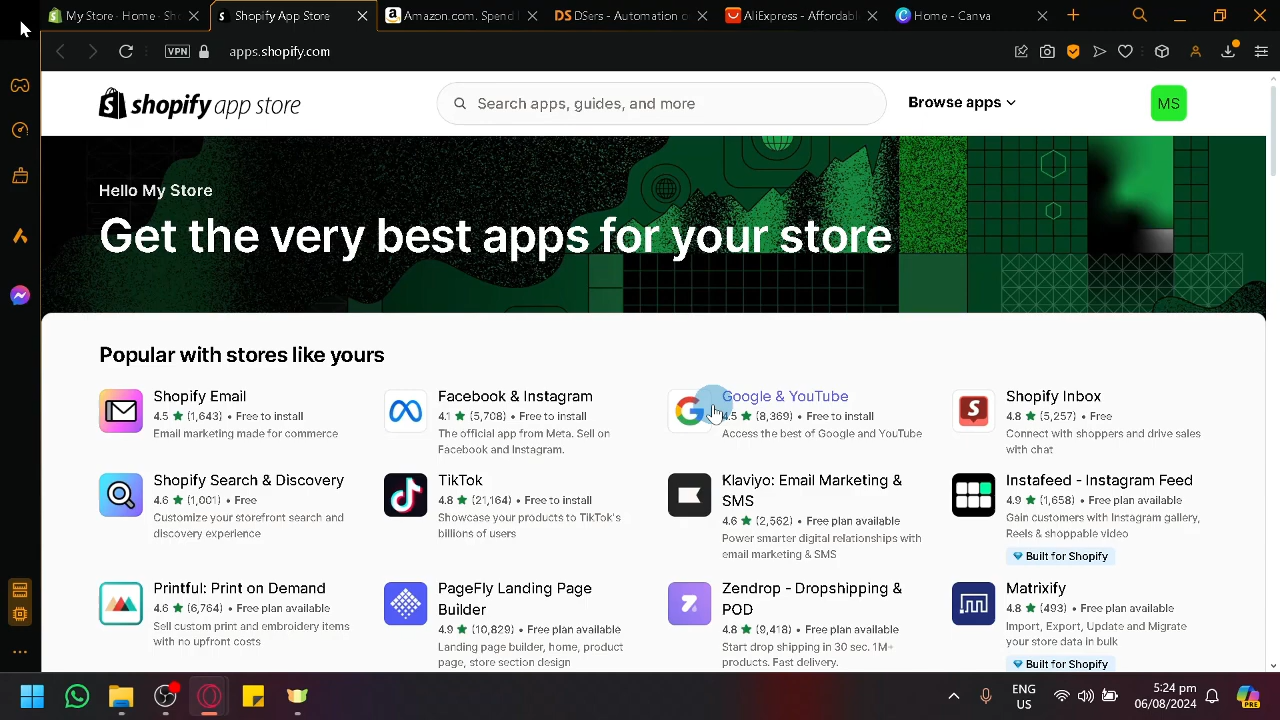 My Store · Home · Sh
Shopify App Store
Amazon.com. Spend l
DSers - Automation o
AliExpress - Affordabl
Home - Canva
VPN
apps.shopify.com
shopify app store
Search apps, guides, and more
Browse apps
MS
Hello My Store
Get the very best apps for your store
Popular with stores like yours
Shopify Email
4.5 ★ (1,643) • Free to install
Email marketing made for commerce
Facebook & Instagram
4.1 ★ (5,708) • Free to install
The official app from Meta. Sell on
Facebook and Instagram.
Google & YouTube
4.5 ★ (8,369) • Free to install
Access the best of Google and YouTube
Shopify Inbox
4.8 ★ (5,257) • Free
Connect with shoppers and drive sales
with chat
Shopify Search & Discovery
4.6 ★ (1,001) • Free
Customize your storefront search and
discovery experience
TikTok
4.8 ★ (21,164) • Free to install
Showcase your products to TikTok's
billions of users
Klaviyo: Email Marketing &
SMS
4.6 ★ (2,562) • Free plan available
Power smarter digital relationships with
email marketing & SMS
Instafeed - Instagram Feed
4.9 ★ (1,658) • Free plan available
Gain customers with Instagram gallery,
Reels & shoppable video
Built for Shopify
Printful: Print on Demand
4.6 ★ (6,764) • Free plan available
Sell custom print and embroidery items
with no upfront costs
PageFly Landing Page
Builder
4.9 ★ (10,829) • Free plan available
Landing page builder, home, product
page, store section design
Zendrop - Dropshipping &
POD
4.8 ★ (9,418) • Free plan available
Start drop shipping in 30 sec. 1M+
products. Fast delivery.
Matrixify
4.8 ★ (493) • Free plan available
Import, Export, Update and Migrate
your store data in bulk
Built for Shopify
ENG
US
5:24 pm
06/08/2024
PRE